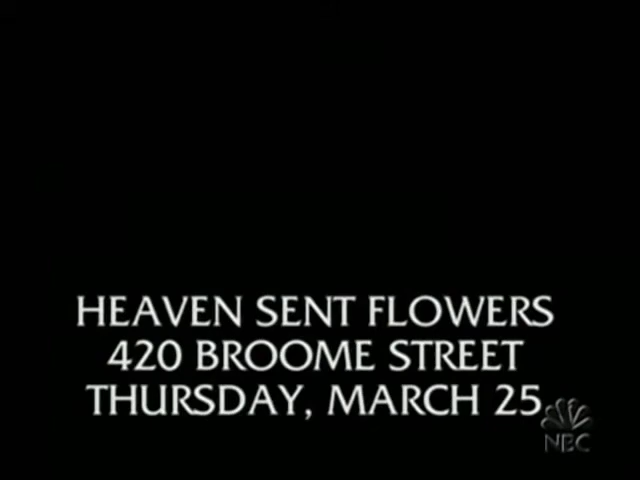 HEAVEN SENT FLOWERS
420 BROOME STREET
THURSDAY, MARCH 25
NBC